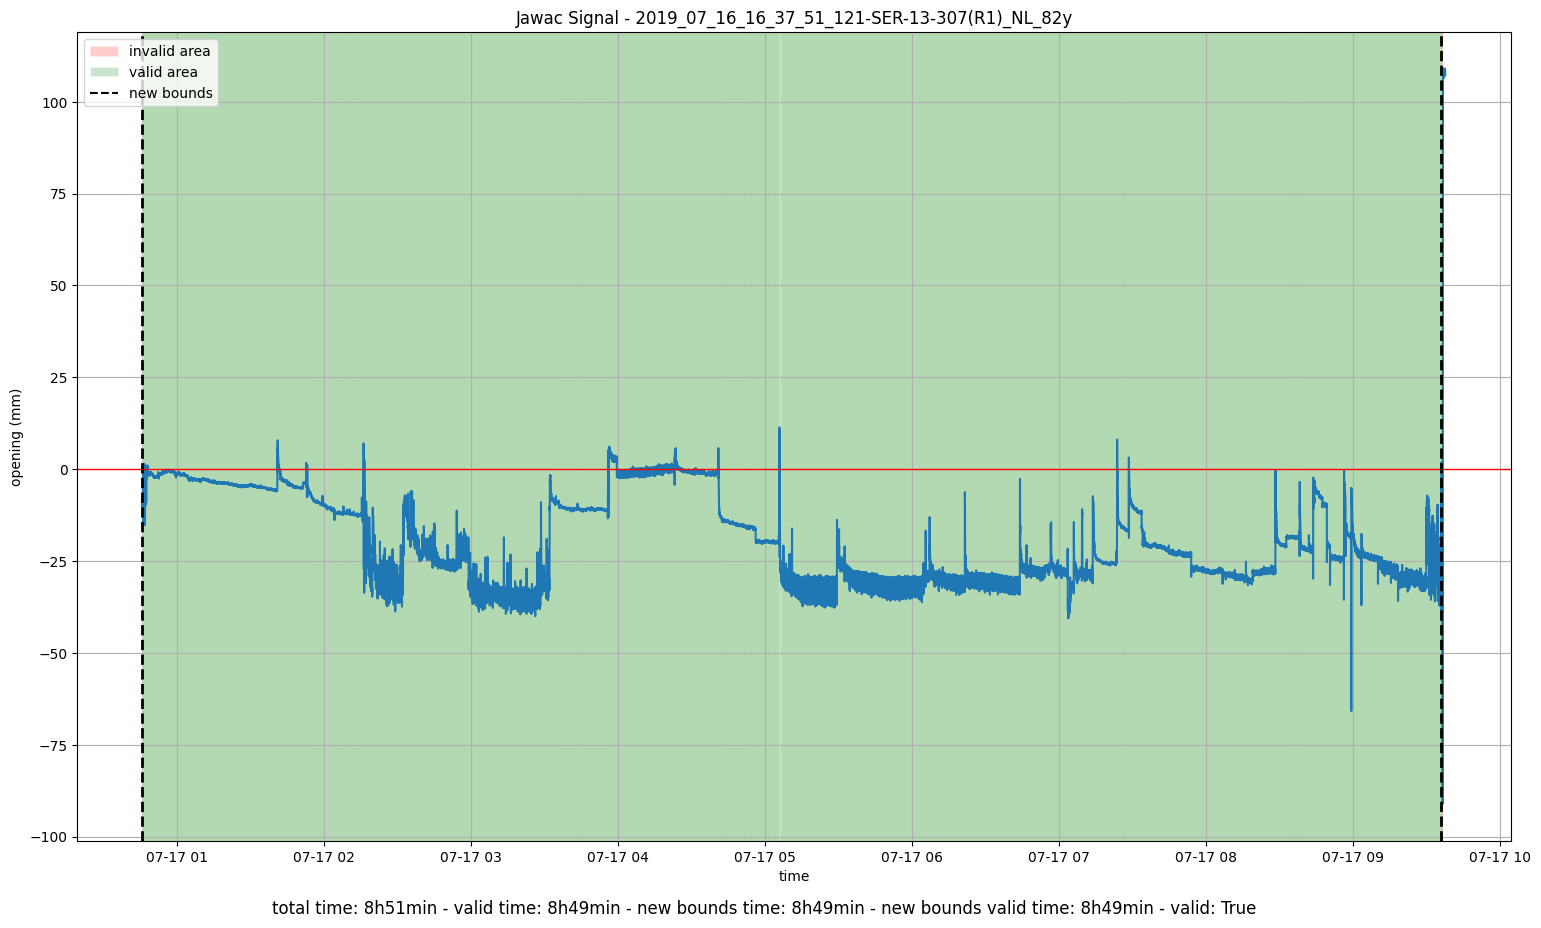 Jawac Signal - 2019_07_16_16_37_51_121-SER-13-307(R1)_NL_82y
invalid area
valid area
new bounds
opening (mm)
100
75
50
25
0
−25
−50
−75
−100
07-17 01 07-17 02 07-17 03 07-17 04 07-17 05 07-17 06 07-17 07 07-17 08 07-17 09 07-17 10
time
total time: 8h51min - valid time: 8h49min - new bounds time: 8h49min - new bounds valid time: 8h49min - valid: True